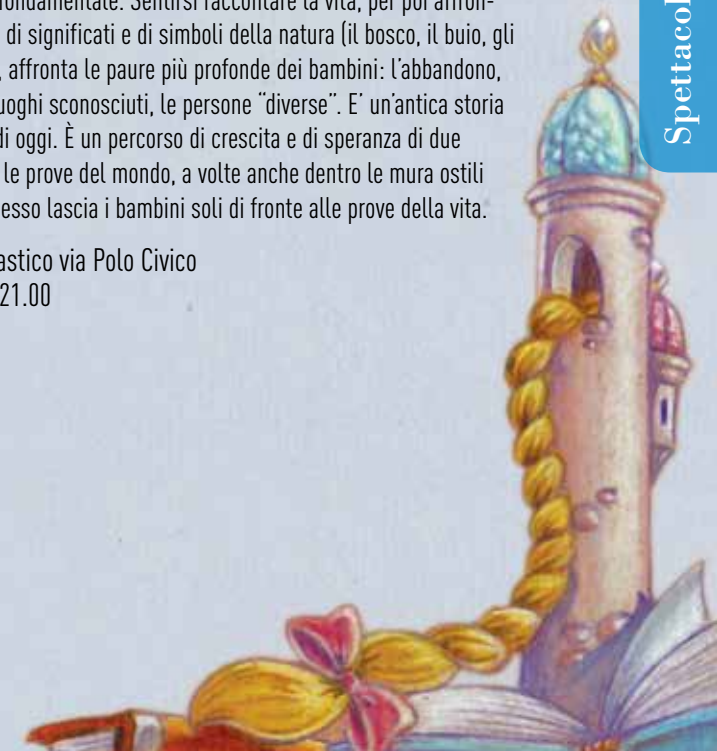 fondamentale. Sentirsi raccontare la vita, per poi affron-
di significati e di simboli della natura (il bosco, il buio, gli
, affronta le paure più profonde dei bambini: l’abbandono,
uoghi sconosciuti, le persone “diverse”. E’ un’antica storia
di oggi. È un percorso di crescita e di speranza di due
le prove del mondo, a volte anche dentro le mura ostili
esso lascia i bambini soli di fronte alle prove della vita.
astico via Polo Civico
21.00
Spettacol